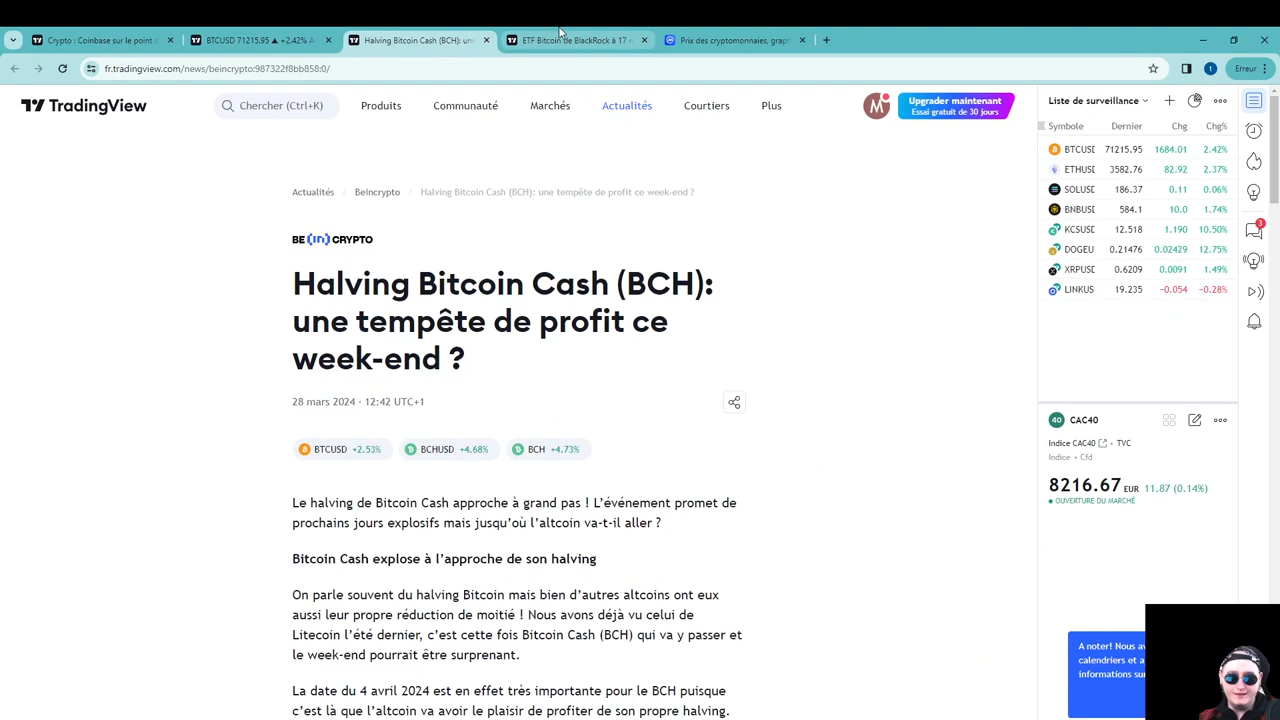 Crypto : Coinbase sur le point d
BTCUSD 71215.95 ▲ +2.42% A
Halving Bitcoin Cash (BCH): un
ETF Bitcoin de BlackRock à 17
Prix des cryptomonnaies, graph
fr.tradingview.com/news/beincrypto:987322f8bb858:0/
t
Erreur
TradingView
Chercher (Ctrl+K)
Produits
Communauté
Marchés
Actualités
Courtiers
Plus
M
Upgrader maintenant
Essai gratuit de 30 jours
Liste de surveillance
Symbole Dernier Chg Chg%
BTCUSI 71215.95 1684.01 2.42%
ETHUSI 3582.76 92.92 2.37%
SOLUSI 186.37 0.11 0.06%
BNBUSI 584.1 10.0 1.74%
KCSUSI 12.518 1.190 10.50%
DOGEU 0.21476 0.02429 12.75%
XRPUSI 0.6209 0.0091 1.49%
LINKUS 19.235 −0.054 −0.28%
3
Actualités / Beincrypto / Halving Bitcoin Cash (BCH): une tempête de profit ce week-end ?
BE[IN]CRYPTO
Halving Bitcoin Cash (BCH):
une tempête de profit ce
week-end ?
28 mars 2024 · 12:42 UTC+1
BTCUSD +2.53%
BCHUSD +4.68%
BCH +4.73%
Le halving de Bitcoin Cash approche à grand pas ! L'événement promet de
prochains jours explosifs mais jusqu'où l'altcoin va-t-il aller ?
Bitcoin Cash explose à l'approche de son halving
On parle souvent du halving Bitcoin mais bien d'autres altcoins ont eux
aussi leur propre réduction de moitié ! Nous avons déjà vu celui de
Litecoin l'été dernier, c'est cette fois Bitcoin Cash (BCH) qui va y passer et
le week-end pourrait être surprenant.
La date du 4 avril 2024 est en effet très importante pour le BCH puisque
c'est là que l'altcoin va avoir le plaisir de profiter de son propre halving.
40 CAC40
Indice CAC40 • TVC
Indice • Cfd
8216.67 EUR 11.87 (0.14%)
OUVERTURE DU MARCHÉ
A noter! Nous av
calendriers et a
informations sur